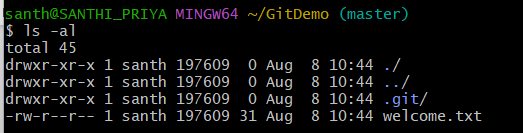 santh@SANTHI_PRIYA MINGW64 ~/GitDemo (master)
$ ls -al
total 45
drwxr-xr-x 1 santh 197609  0 Aug  8 10:44 ./
drwxr-xr-x 1 santh 197609  0 Aug  8 10:44 ../
drwxr-xr-x 1 santh 197609  0 Aug  8 10:44 .git/
-rw-r--r-- 1 santh 197609 31 Aug  8 10:44 welcome.txt